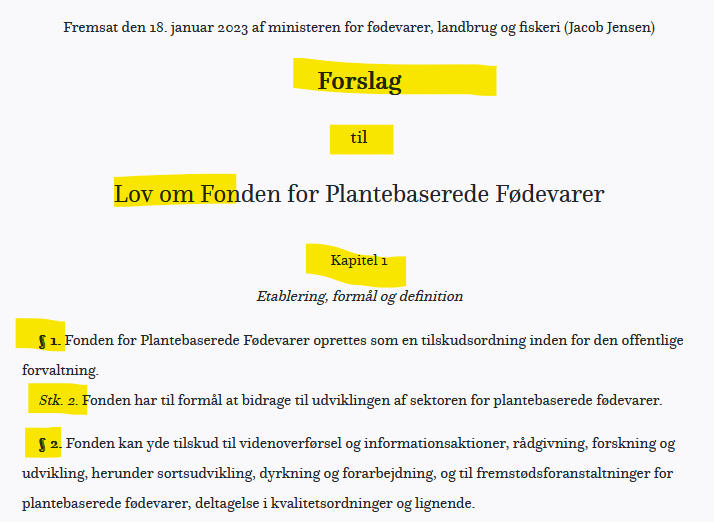 Fremsat den 18. januar 2023 af ministeren for fødevarer, landbrug og fiskeri (Jacob Jensen)
Forslag
til
Lov om Fonden for Plantebaserede Fødevarer
Kapitel 1
Etablering, formål og definition
§ 1. Fonden for Plantebaserede Fødevarer oprettes som en tilskudsordning inden for den offentlige
forvaltning.
Stk. 2. Fonden har til formål at bidrage til udviklingen af sektoren for plantebaserede fødevarer.
§ 2. Fonden kan yde tilskud til videnoverførsel og informationsaktioner, rådgivning, forskning og
udvikling, herunder sortsudvikling, dyrkning og forarbejdning, og til fremstødsforanstaltninger for
plantebaserede fødevarer, deltagelse i kvalitetsordninger og lignende.